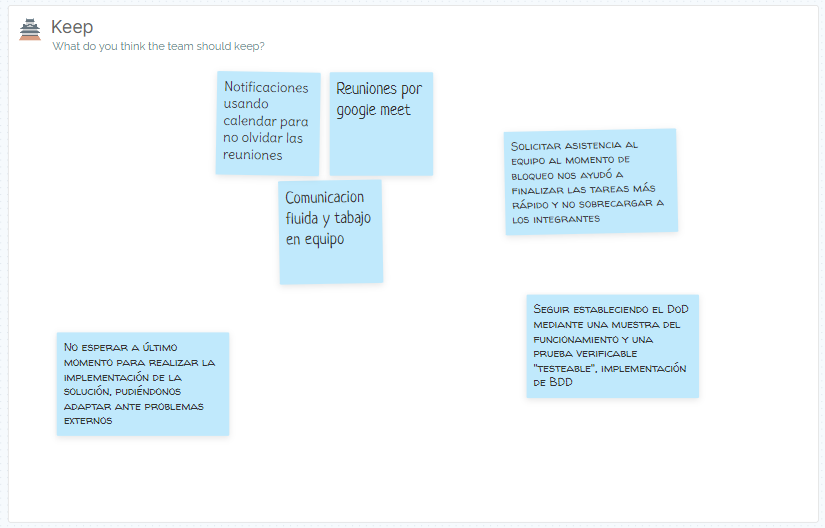 Keep
What do you think the team should keep?
Notificaciones
usando
calendar para
no olvidar las
reuniones
Reuniones por
google meet
Comunicacion
fluida y tabajo
en equipo
Solicitar asistencia al
equipo al momento de
bloqueo nos ayudó a
finalizar las tareas más
rápido y no sobrecargar a
los integrantes
No esperar a último
momento para realizar la
implementación de la
solución, pudiéndonos
adaptar ante problemas
externos
Seguir estableciendo el DoD
mediante una muestra del
funcionamiento y una
prueba verificable
"testeable", implementación
de BDD